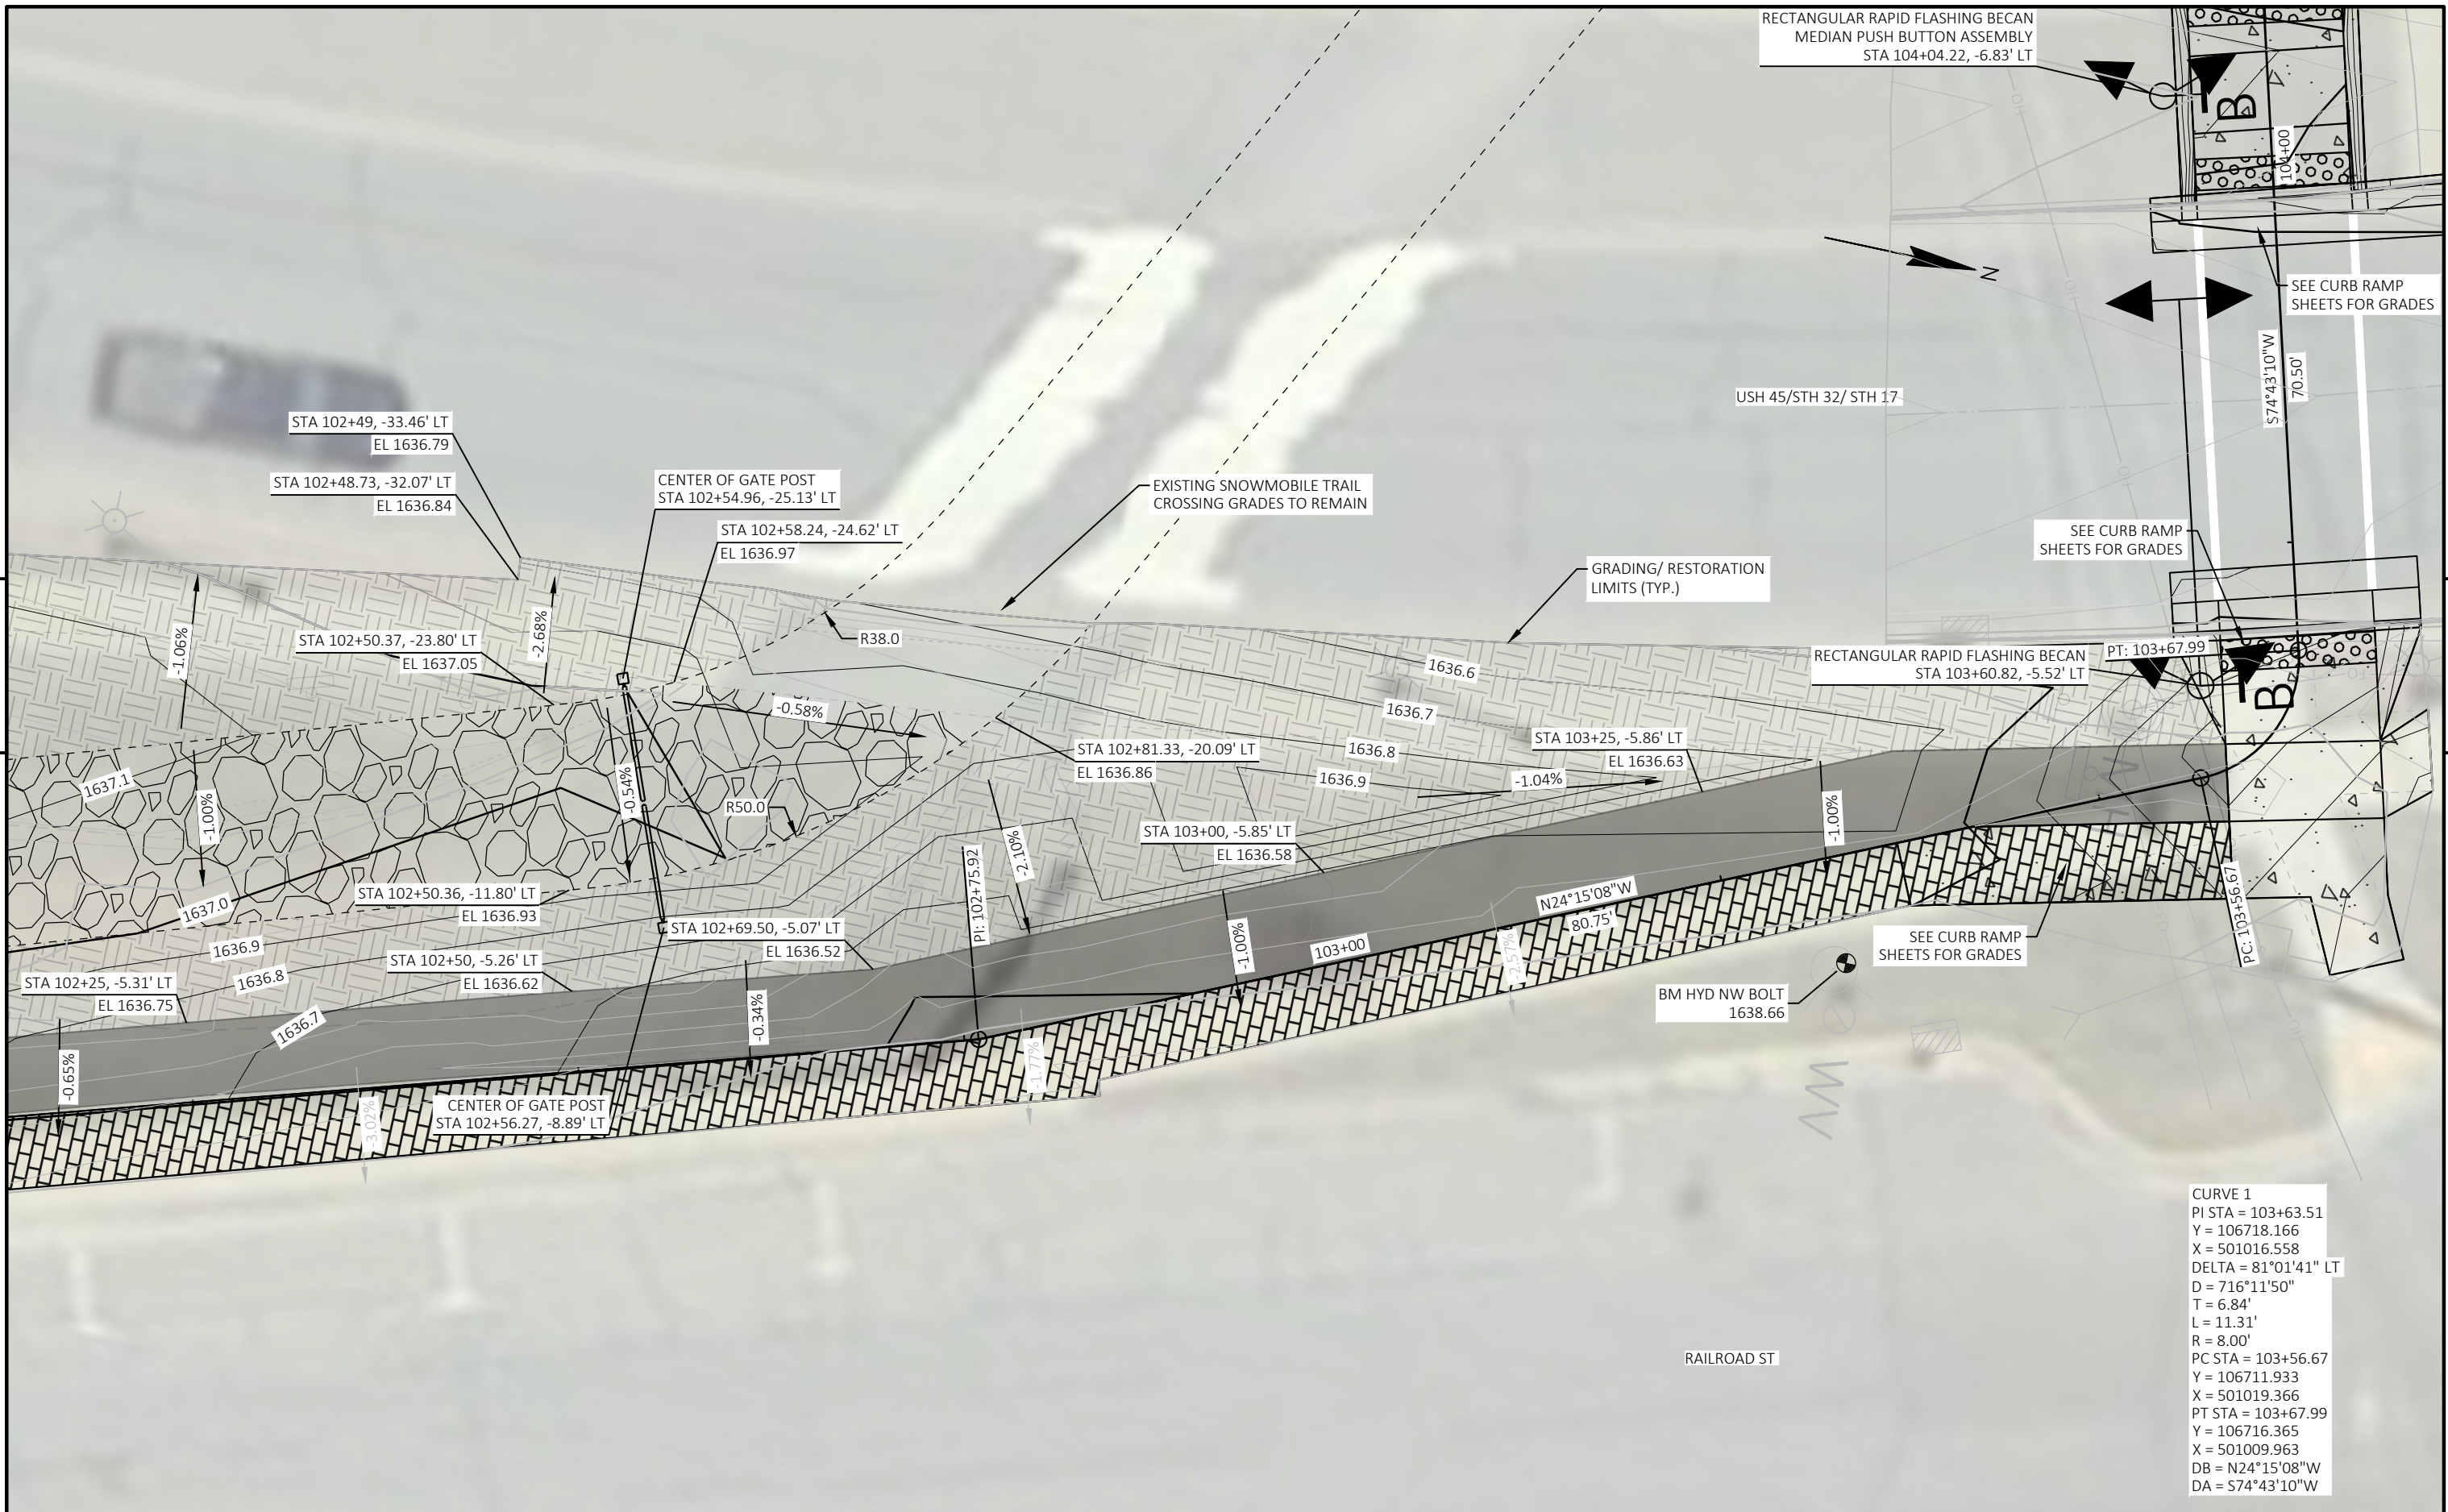 RECTANGULAR RAPID FLASHING BECAN
MEDIAN PUSH BUTTON ASSEMBLY
STA 104+04.22, -6.83' LT
B
104+00
N
SEE CURB RAMP
SHEETS FOR GRADES
S74°43'10"W
70.50'
USH 45/STH 32/ STH 17
OH
OH
OH
OH
STA 102+49, -33.46' LT
EL 1636.79
STA 102+48.73, -32.07' LT
EL 1636.84
CENTER OF GATE POST
STA 102+54.96, -25.13' LT
STA 102+58.24, -24.62' LT
EL 1636.97
EXISTING SNOWMOBILE TRAIL
CROSSING GRADES TO REMAIN
SEE CURB RAMP
SHEETS FOR GRADES
GRADING/ RESTORATION
LIMITS (TYP.)
-1.06%
-2.68%
STA 102+50.37, -23.80' LT
EL 1637.05
R38.0
1636.6
RECTANGULAR RAPID FLASHING BECAN
STA 103+60.82, -5.52' LT
PT: 103+67.99
B
-0.58%
1636.7
STA 102+81.33, -20.09' LT
EL 1636.86
1636.8
STA 103+25, -5.86' LT
EL 1636.63
1636.9
-1.04%
1637.1
-1.00%
-0.54%
R50.0
-2.10%
STA 103+00, -5.85' LT
EL 1636.58
-1.00%
PI: 102+75.92
1637.0
STA 102+50.36, -11.80' LT
EL 1636.93
N24°15'08"W
80.75'
PC: 103+56.67
1636.9
STA 102+69.50, -5.07' LT
EL 1636.52
-1.00%
103+00
-2.57%
SEE CURB RAMP
SHEETS FOR GRADES
STA 102+50, -5.26' LT
EL 1636.62
1636.8
STA 102+25, -5.31' LT
EL 1636.75
1636.7
BM HYD NW BOLT
1638.66
-0.65%
-0.34%
-1.77%
-3.02%
CENTER OF GATE POST
STA 102+56.27, -8.89' LT
CURVE 1
PI STA = 103+63.51
Y = 106718.166
X = 501016.558
DELTA = 81°01'41" LT
D = 716°11'50"
T = 6.84'
L = 11.31'
R = 8.00'
PC STA = 103+56.67
Y = 106711.933
X = 501019.366
PT STA = 103+67.99
Y = 106716.365
X = 501009.963
DB = N24°15'08"W
DA = S74°43'10"W
RAILROAD ST